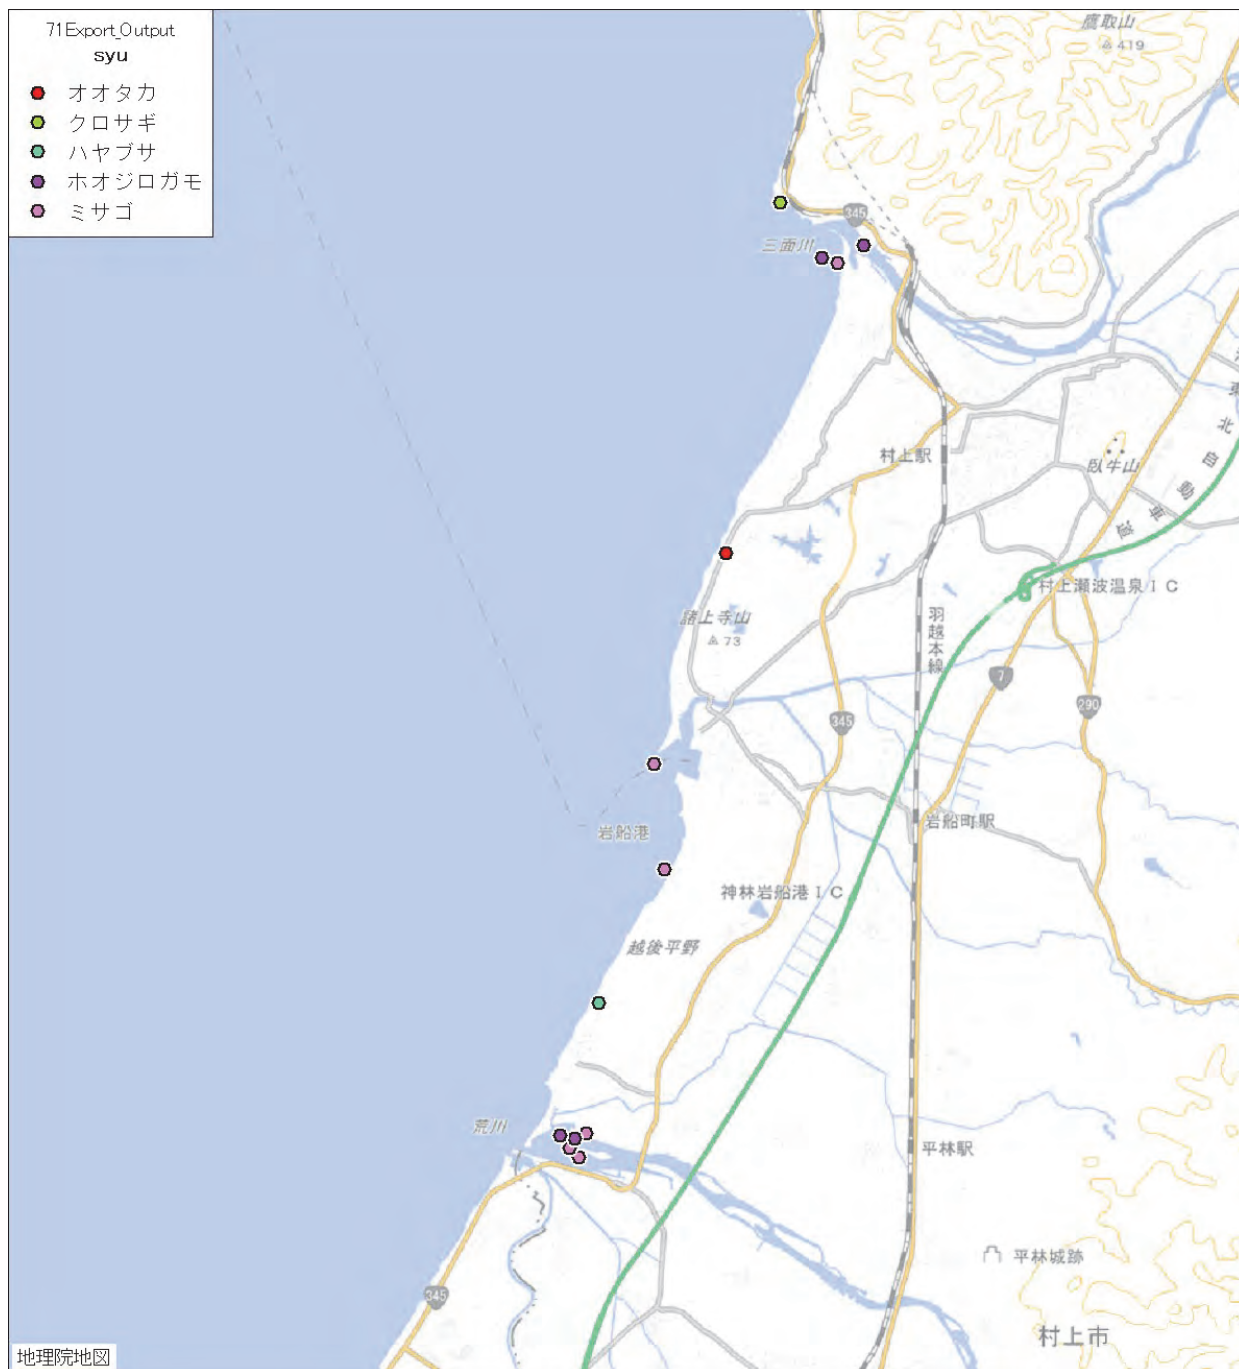 71Export_Output
syu
オオタカ
クロサギ
ハヤブサ
ホオジロガモ
ミサゴ
鷹取山
419
345
三面川
村上駅
臥牛山
東北自動車道
村上瀬波温泉IC
諸上寺山
73
羽越本線
7
290
345
岩船港
岩船町駅
神林岩船港IC
越後平野
荒川
平林駅
平林城跡
345
村上市
地理院地図